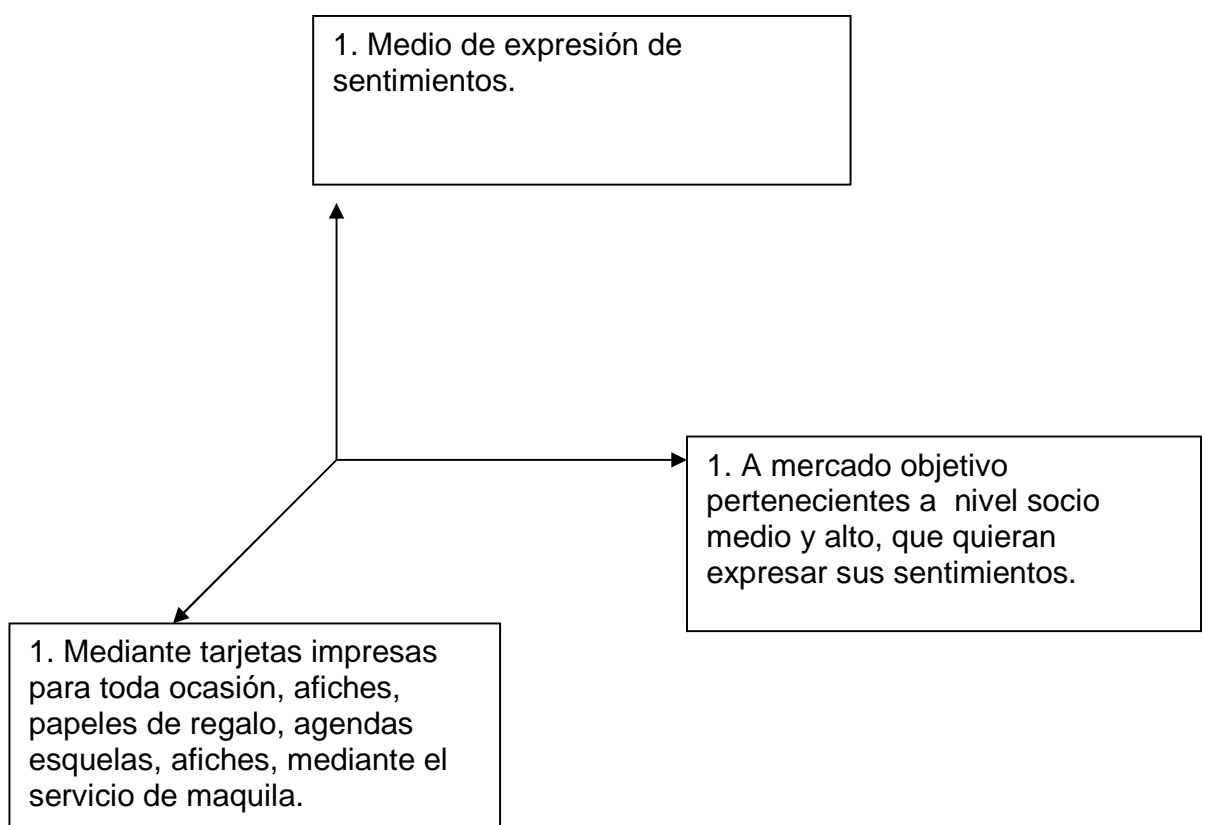 1. Medio de expresión de
sentimientos.
1. A mercado objetivo
pertenecientes a  nivel socio
medio y alto, que quieran
expresar sus sentimientos.
1. Mediante tarjetas impresas
para toda ocasión, afiches,
papeles de regalo, agendas
esquelas, afiches, mediante el
servicio de maquila.